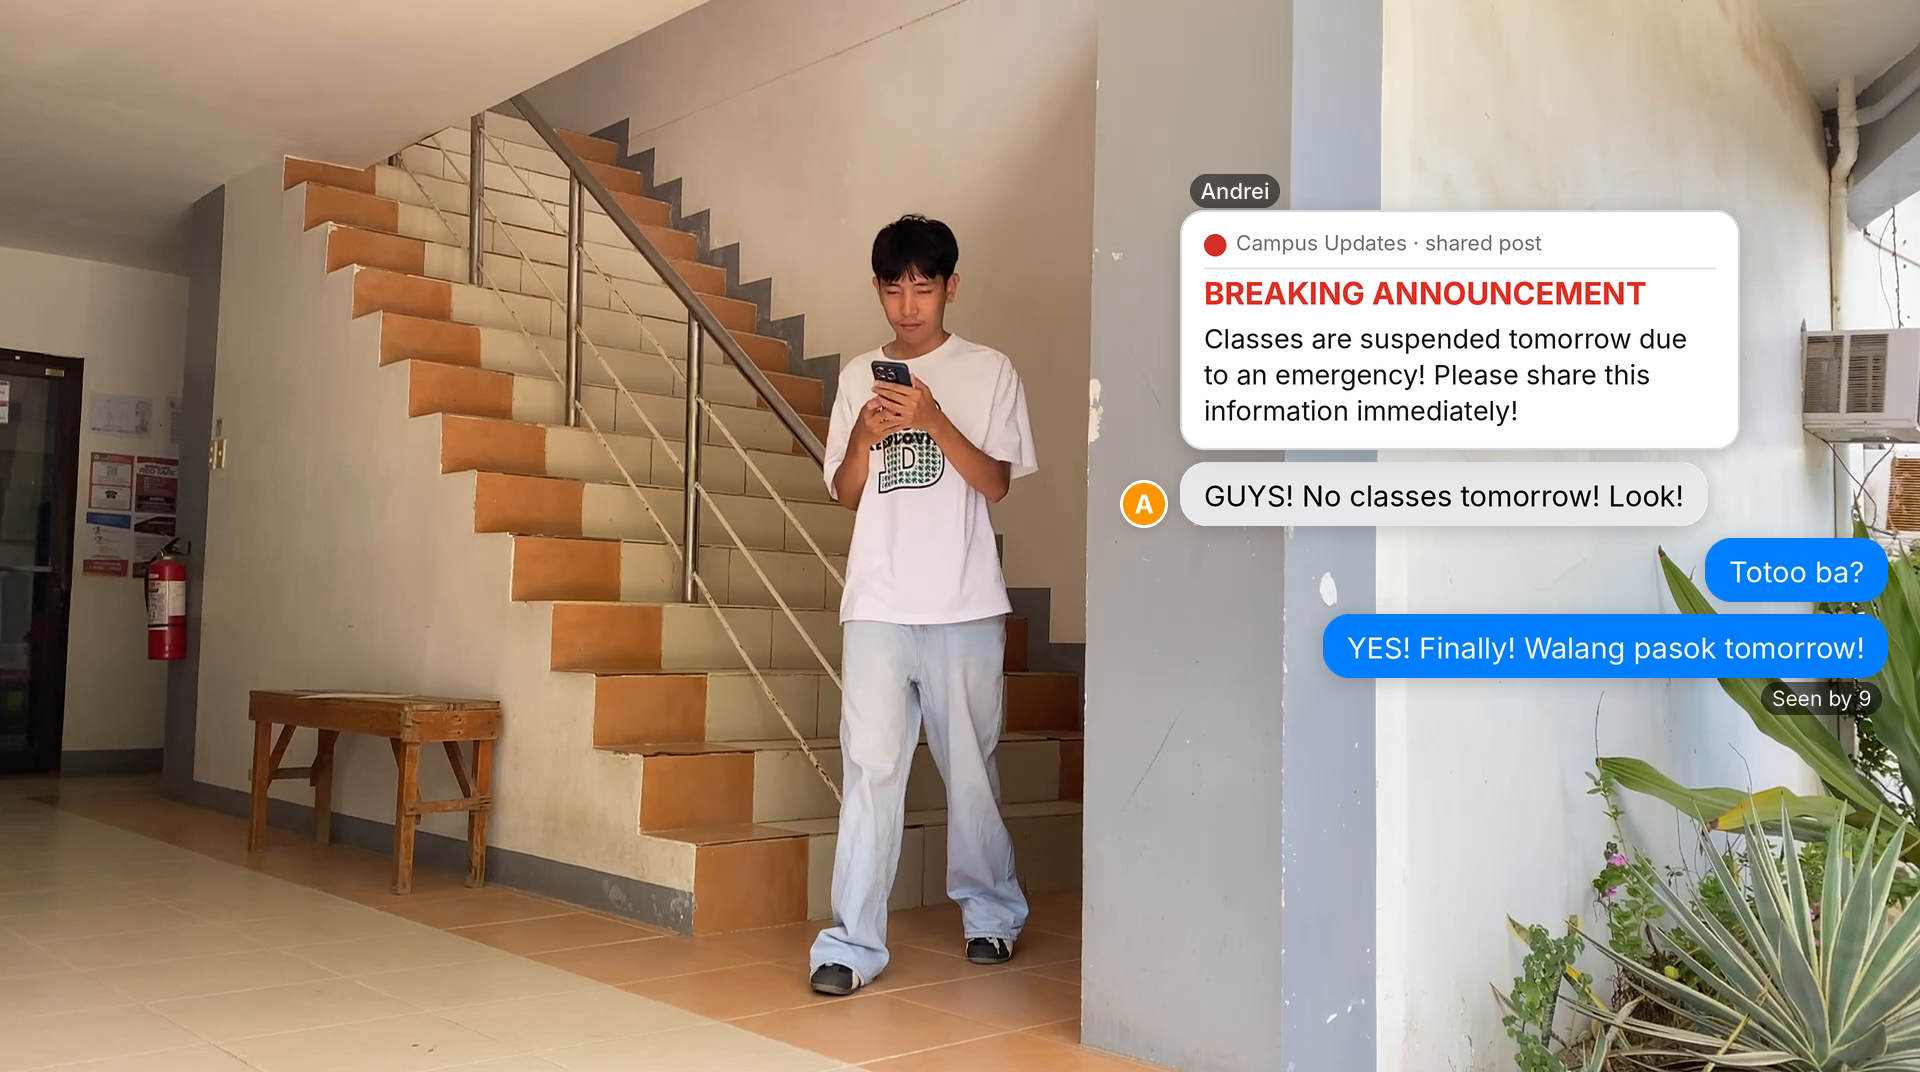 Andrei
Campus Updates · shared post
BREAKING ANNOUNCEMENT
Classes are suspended tomorrow due
to an emergency! Please share this
information immediately!
A
GUYS! No classes tomorrow! Look!
Totoo ba?
YES! Finally! Walang pasok tomorrow!
Seen by 9
D